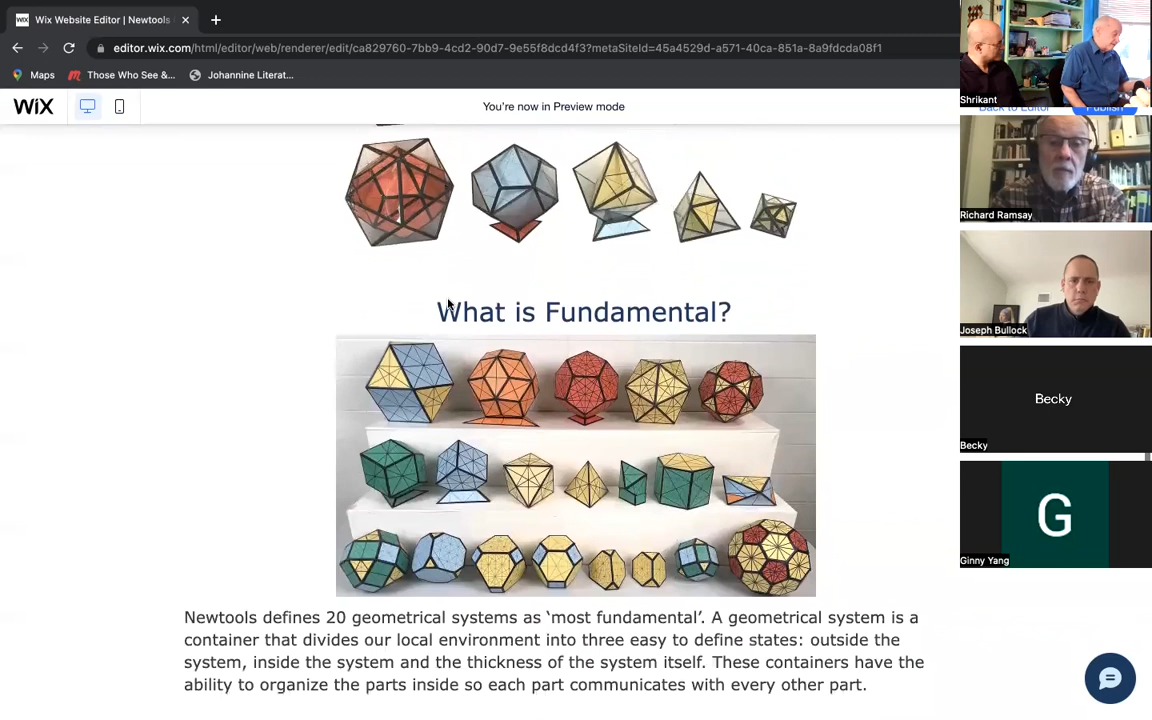 Wix Website Editor | Newtools
editor.wix.com/html/editor/web/renderer/edit/ca829760-7bb9-4cd2-90d7-9e55f8dcd4f3?metaSiteId=45a4529d-a571-40ca-851a-8a9fdcda08f1
Maps
Those Who See &...
Johannine Literat...
WiX
You're now in Preview mode
Back to Editor
Publish
Shrikant
Richard Ramsay
Joseph Bullock
Becky
Becky
G
Ginny Yang
What is Fundamental?
Newtools defines 20 geometrical systems as ‘most fundamental’. A geometrical system is a
container that divides our local environment into three easy to define states: outside the
system, inside the system and the thickness of the system itself. These containers have the
ability to organize the parts inside so each part communicates with every other part.